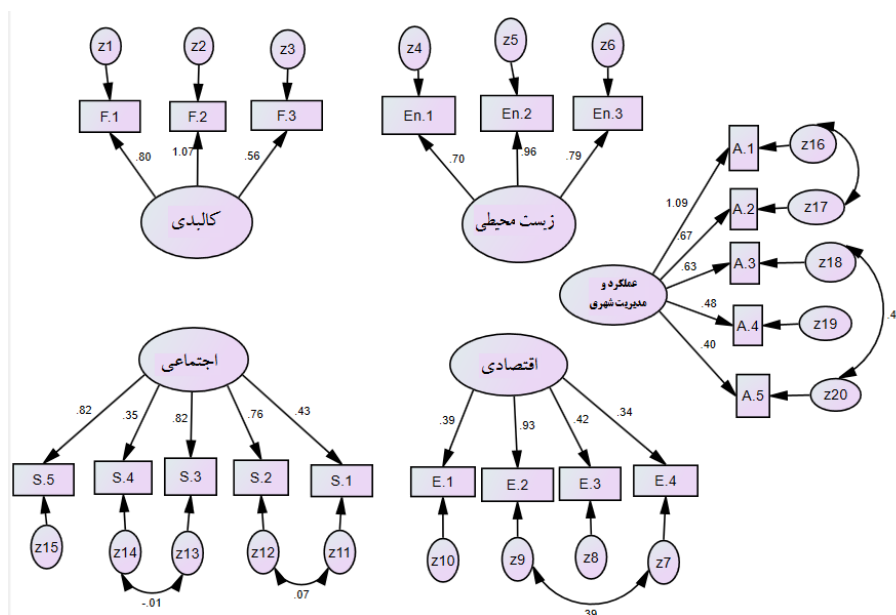 z1 z2 z3
F.1 F.2 F.3
.80 1.07 .56
کالبدی
z4 z5 z6
En.1 En.2 En.3
.70 .96 .79
زیست محیطی
A.1 z16
A.2 z17
A.3 z18
A.4 z19
A.5 z20
1.09
.67
.63
.48
.40
.4
عملکرد و
مدیریت شهری
اجتماعی
.82 .35 .82 .76 .43
S.5 S.4 S.3 S.2 S.1
z15 z14 z13 z12 z11
-.01 .07
اقتصادی
.39 .93 .42 .34
E.1 E.2 E.3 E.4
z10 z9 z8 z7
.39